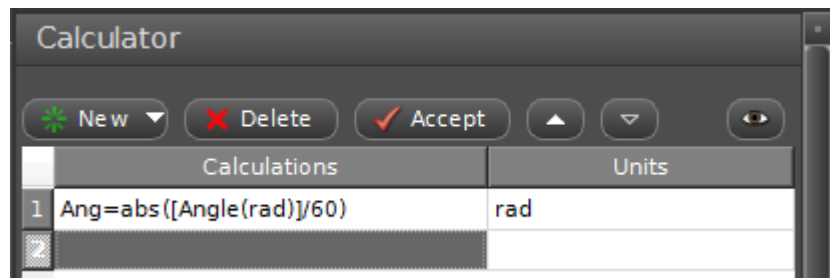 Calculator
New Delete Accept
Calculations Units
1 Ang=abs([Angle(rad)]/60) rad
2